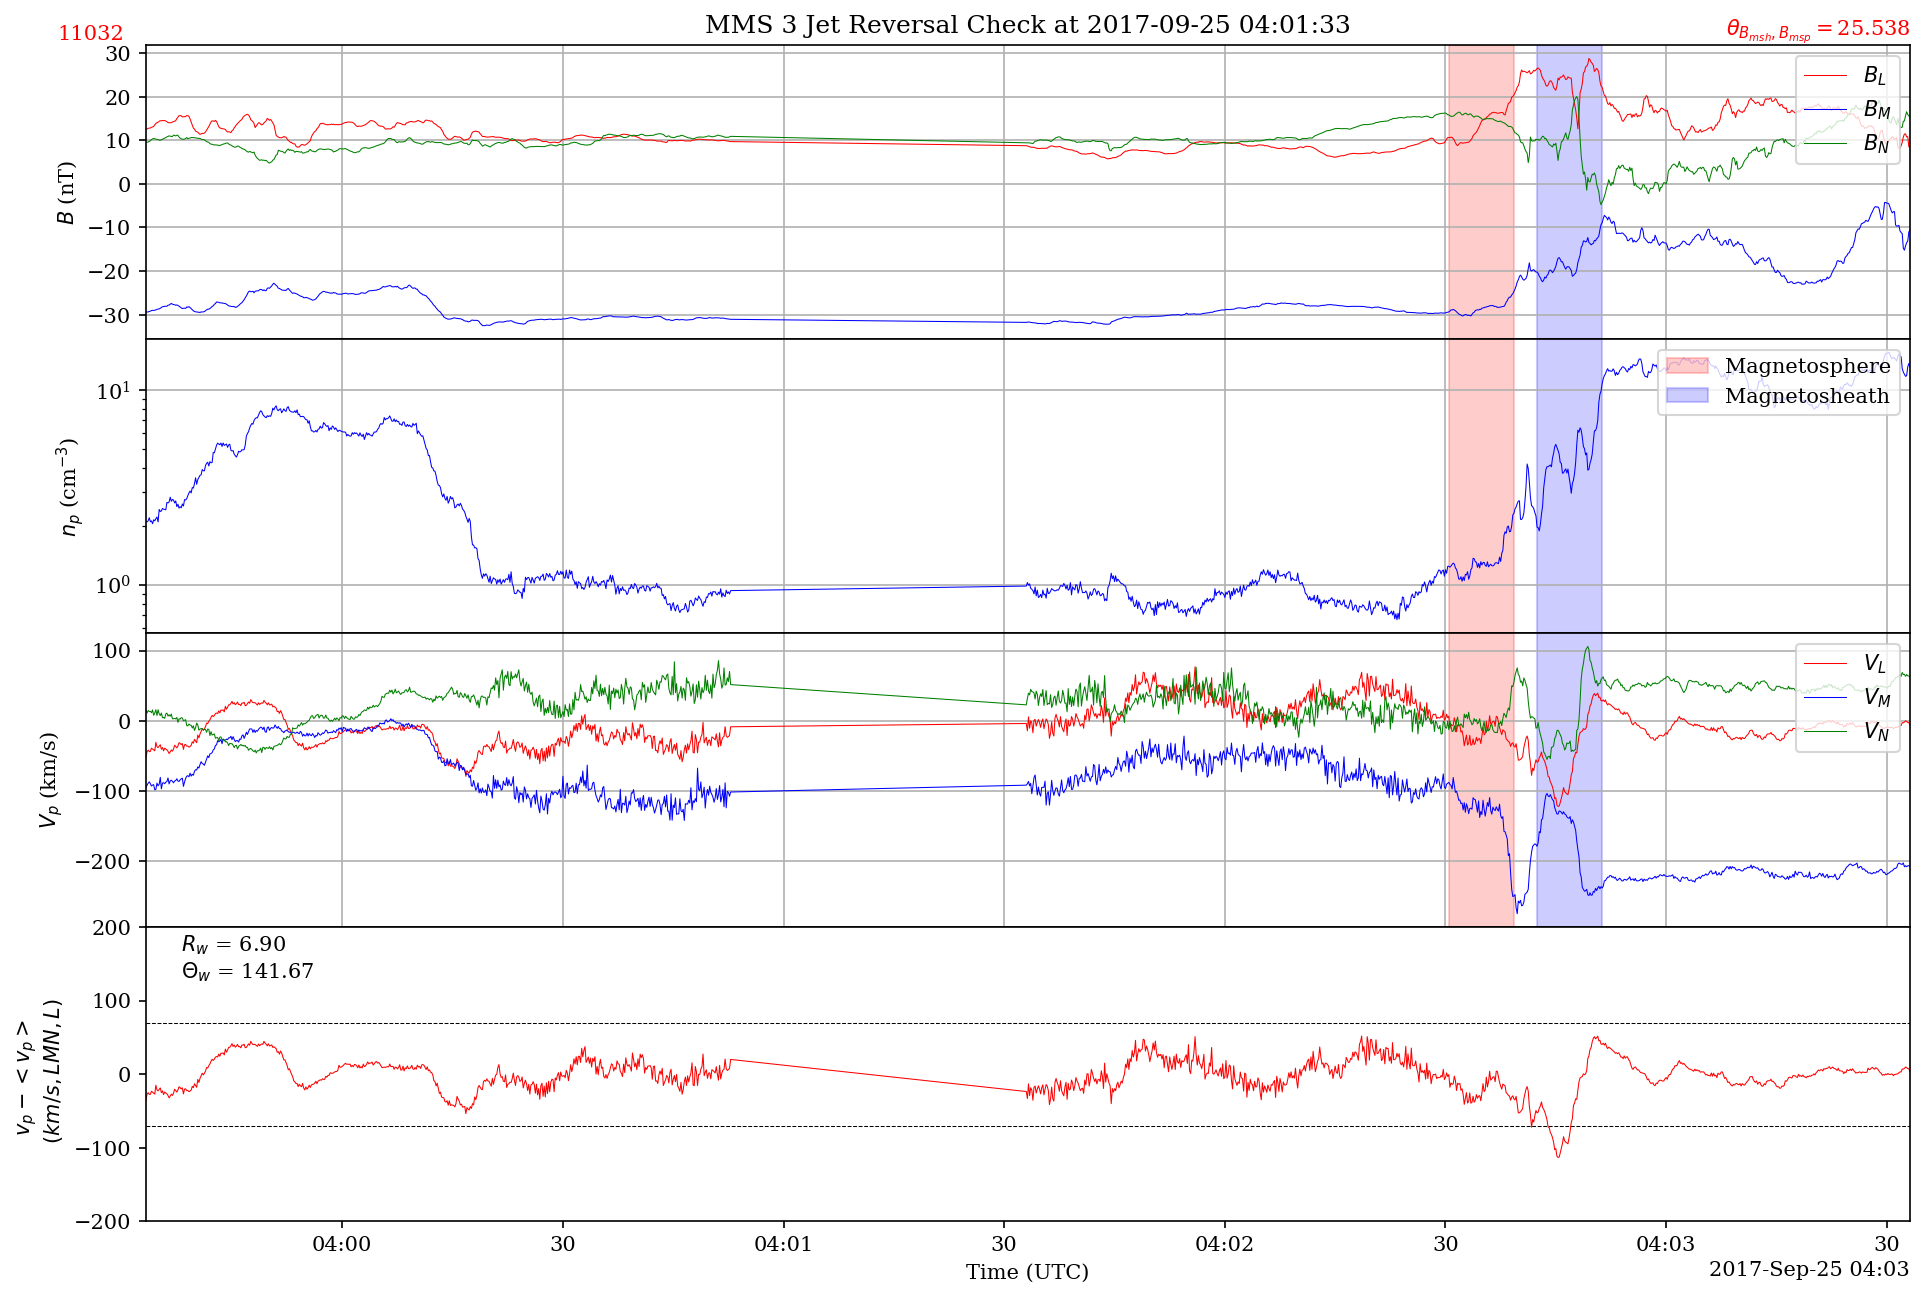 11032
MMS 3 Jet Reversal Check at 2017-09-25 04:01:33
θ_{B_{msh}, B_{msp}} = 25.538
30
20
10
0
−10
−20
−30
B (nT)
B_L
B_M
B_N
10^1
10^0
n_p (cm^{−3})
Magnetosphere
Magnetosheath
100
0
−100
−200
V_p (km/s)
V_L
V_M
V_N
200
100
0
−100
−200
v_p − < v_p >
(km/s, LMN, L)
R_w = 6.90
Θ_w = 141.67
04:00
30
04:01
30
04:02
30
04:03
30
Time (UTC)
2017-Sep-25 04:03